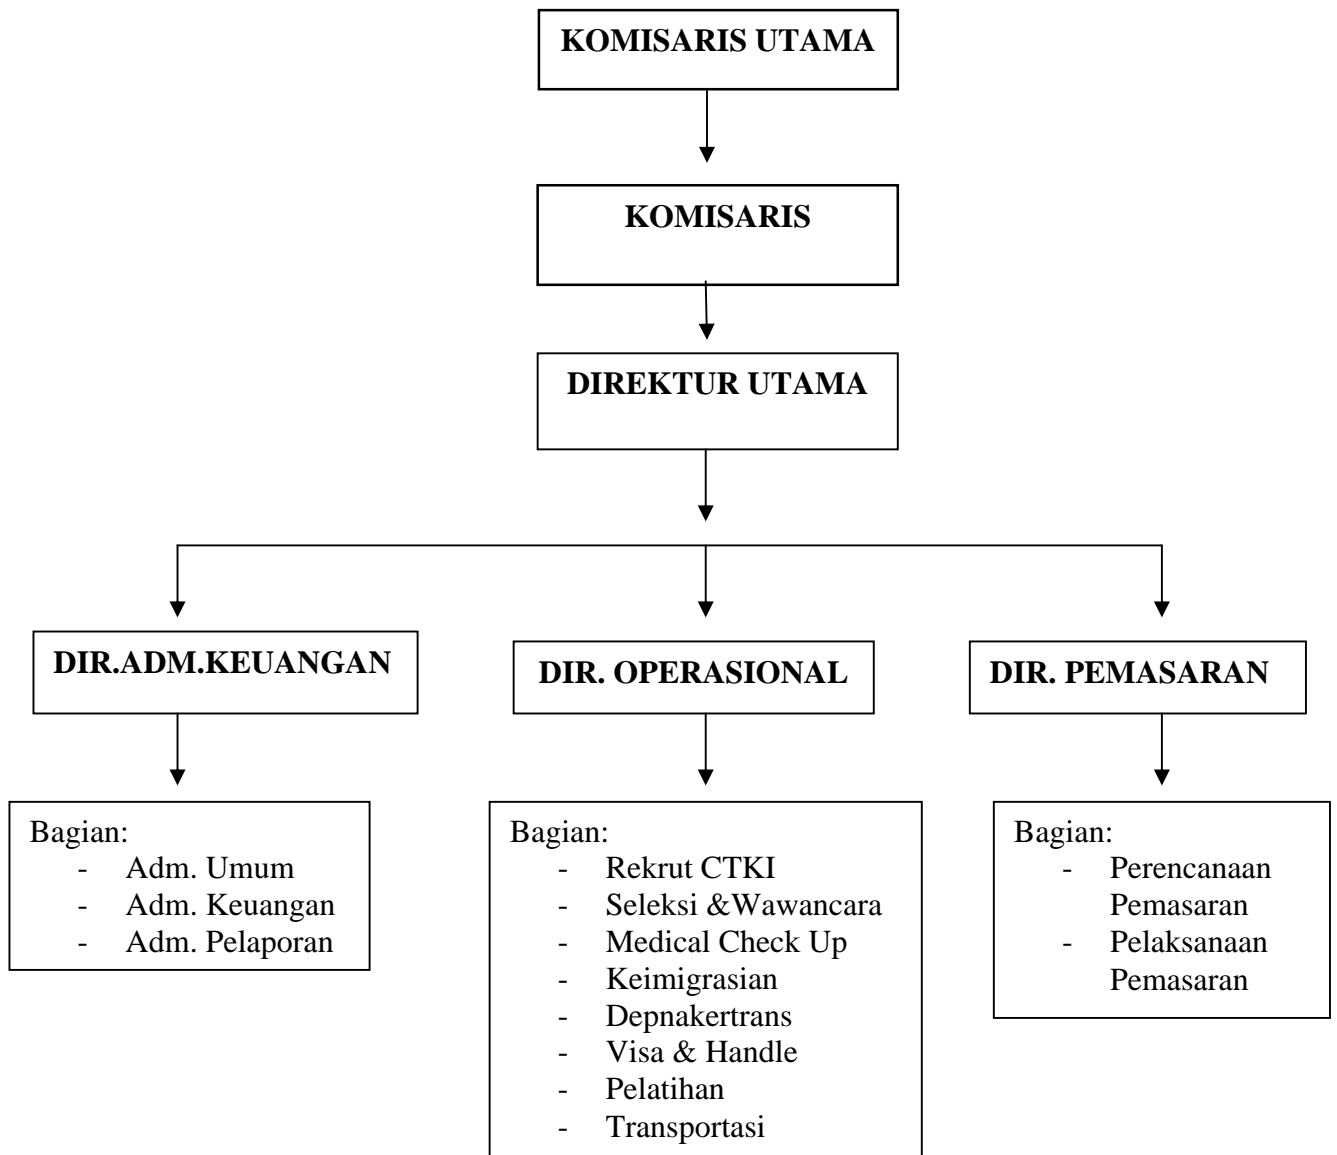 KOMISARIS UTAMA
KOMISARIS
DIREKTUR UTAMA
DIR.ADM.KEUANGAN
DIR. OPERASIONAL
DIR. PEMASARAN
Bagian:
- Adm. Umum
- Adm. Keuangan
- Adm. Pelaporan
Bagian:
- Rekrut CTKI
- Seleksi &Wawancara
- Medical Check Up
- Keimigrasian
- Depnakertrans
- Visa & Handle
- Pelatihan
- Transportasi
Bagian:
- Perencanaan
Pemasaran
- Pelaksanaan
Pemasaran